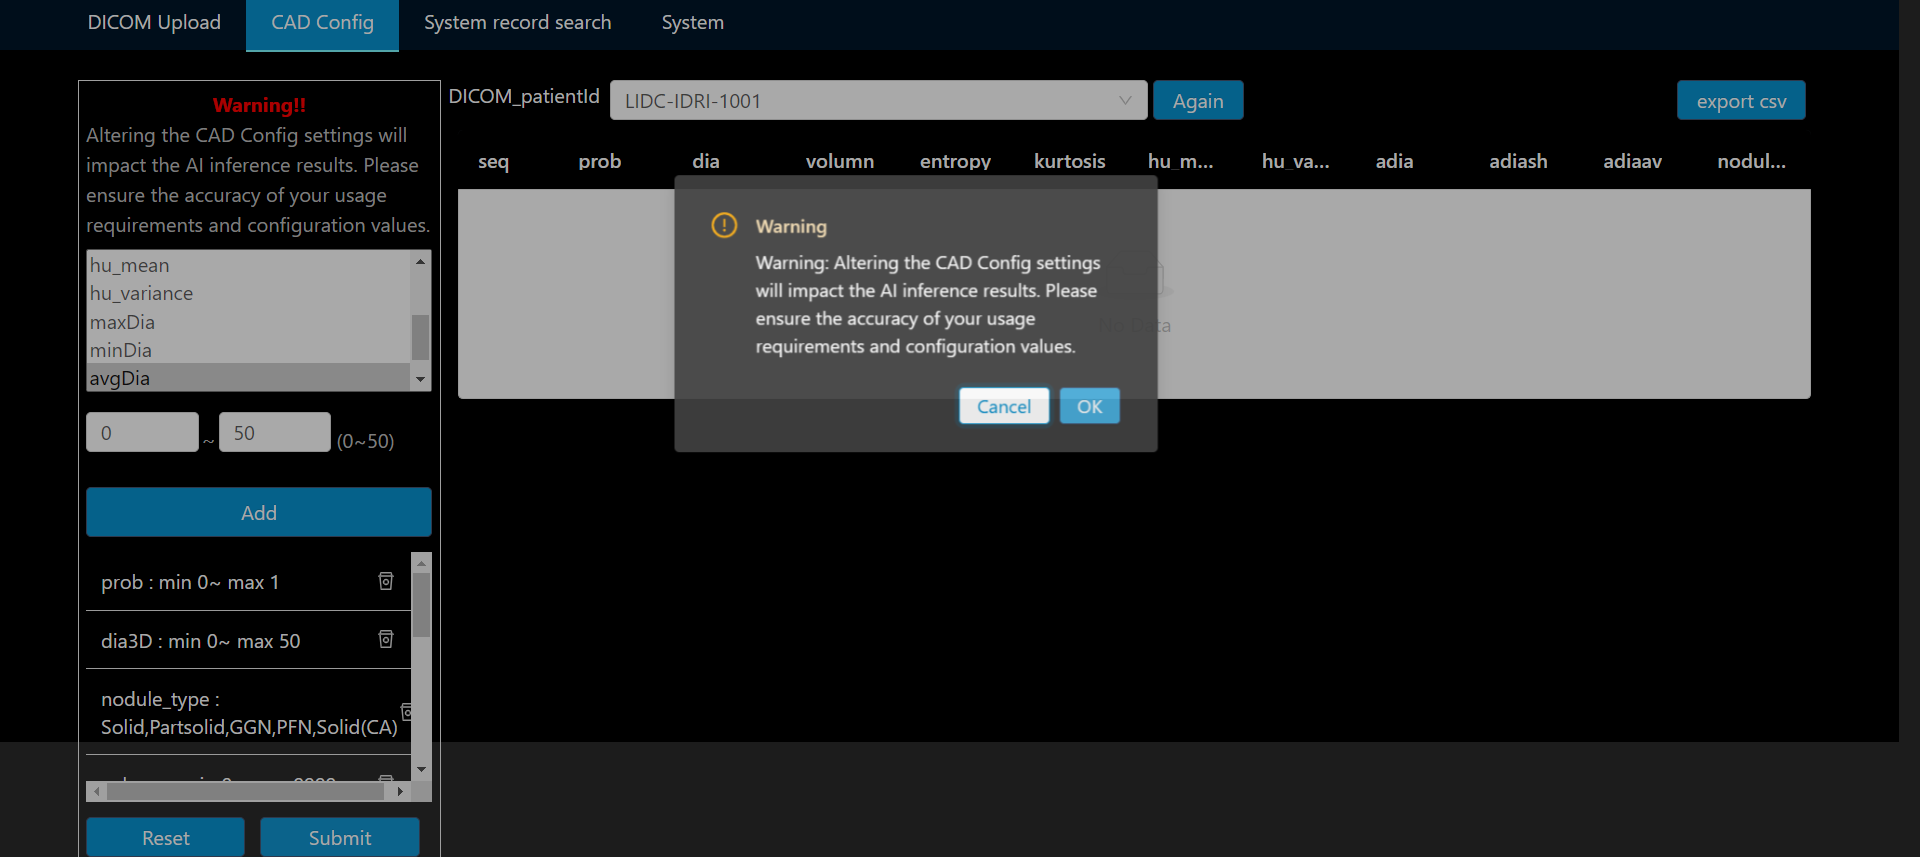 DICOM Upload
CAD Config
System record search
System
Warning!!
Altering the CAD Config settings will
impact the AI inference results. Please
ensure the accuracy of your usage
requirements and configuration values.
hu_mean
hu_variance
maxDia
minDia
avgDia
0 ~ 50 (0~50)
Add
prob : min 0~ max 1
dia3D : min 0~ max 50
nodule_type :
Solid,Partsolid,GGN,PFN,Solid(CA)
Reset
Submit
DICOM_patientId
LIDC-IDRI-1001
Again
export csv
seq prob dia volumn entropy kurtosis hu_m... hu_va... adia adiash adiaav nodul...
Warning
Warning: Altering the CAD Config settings
will impact the AI inference results. Please
ensure the accuracy of your usage
requirements and configuration values.
Cancel
OK
No Data